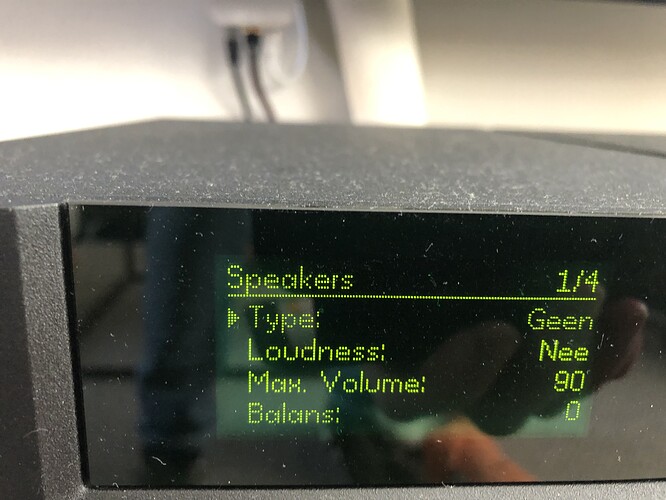 Speakers 1/4
Type: Geen
Loudness: Nee
Max. Volume: 90
Balans: 0